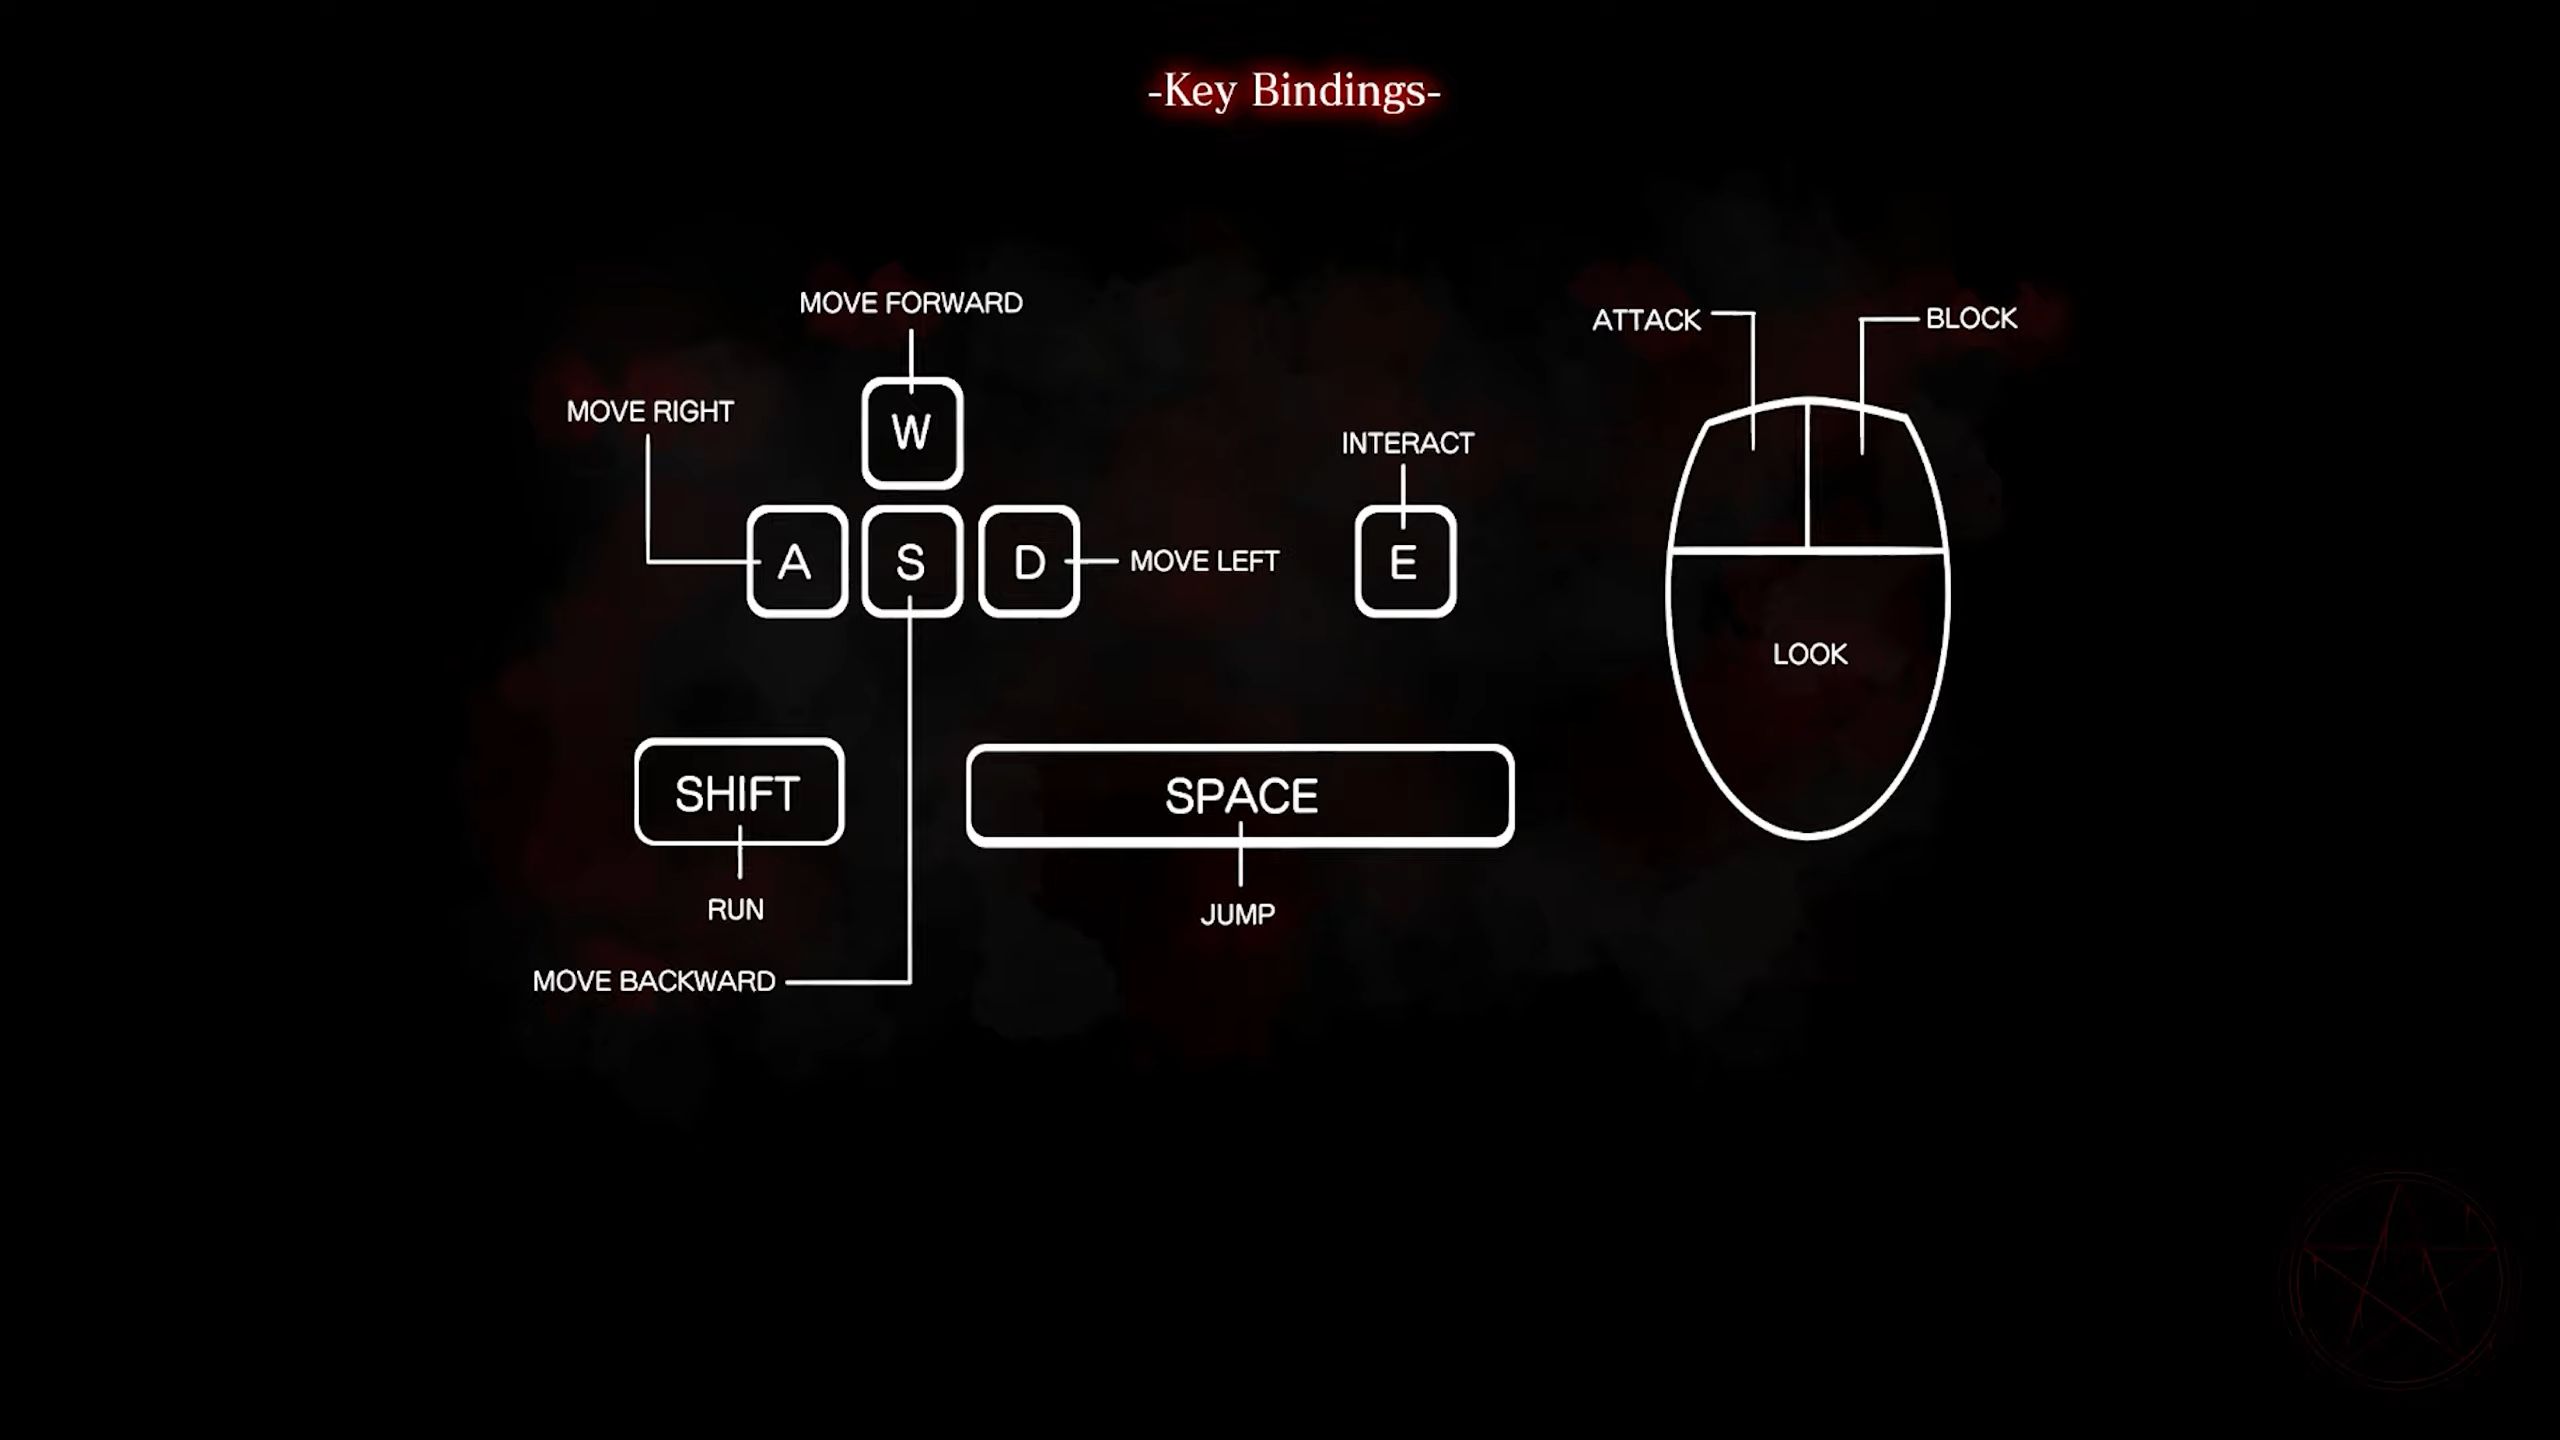 -Key Bindings-
MOVE FORWARD
W
MOVE RIGHT
A
S
D
MOVE LEFT
INTERACT
E
ATTACK
BLOCK
LOOK
SHIFT
RUN
SPACE
JUMP
MOVE BACKWARD